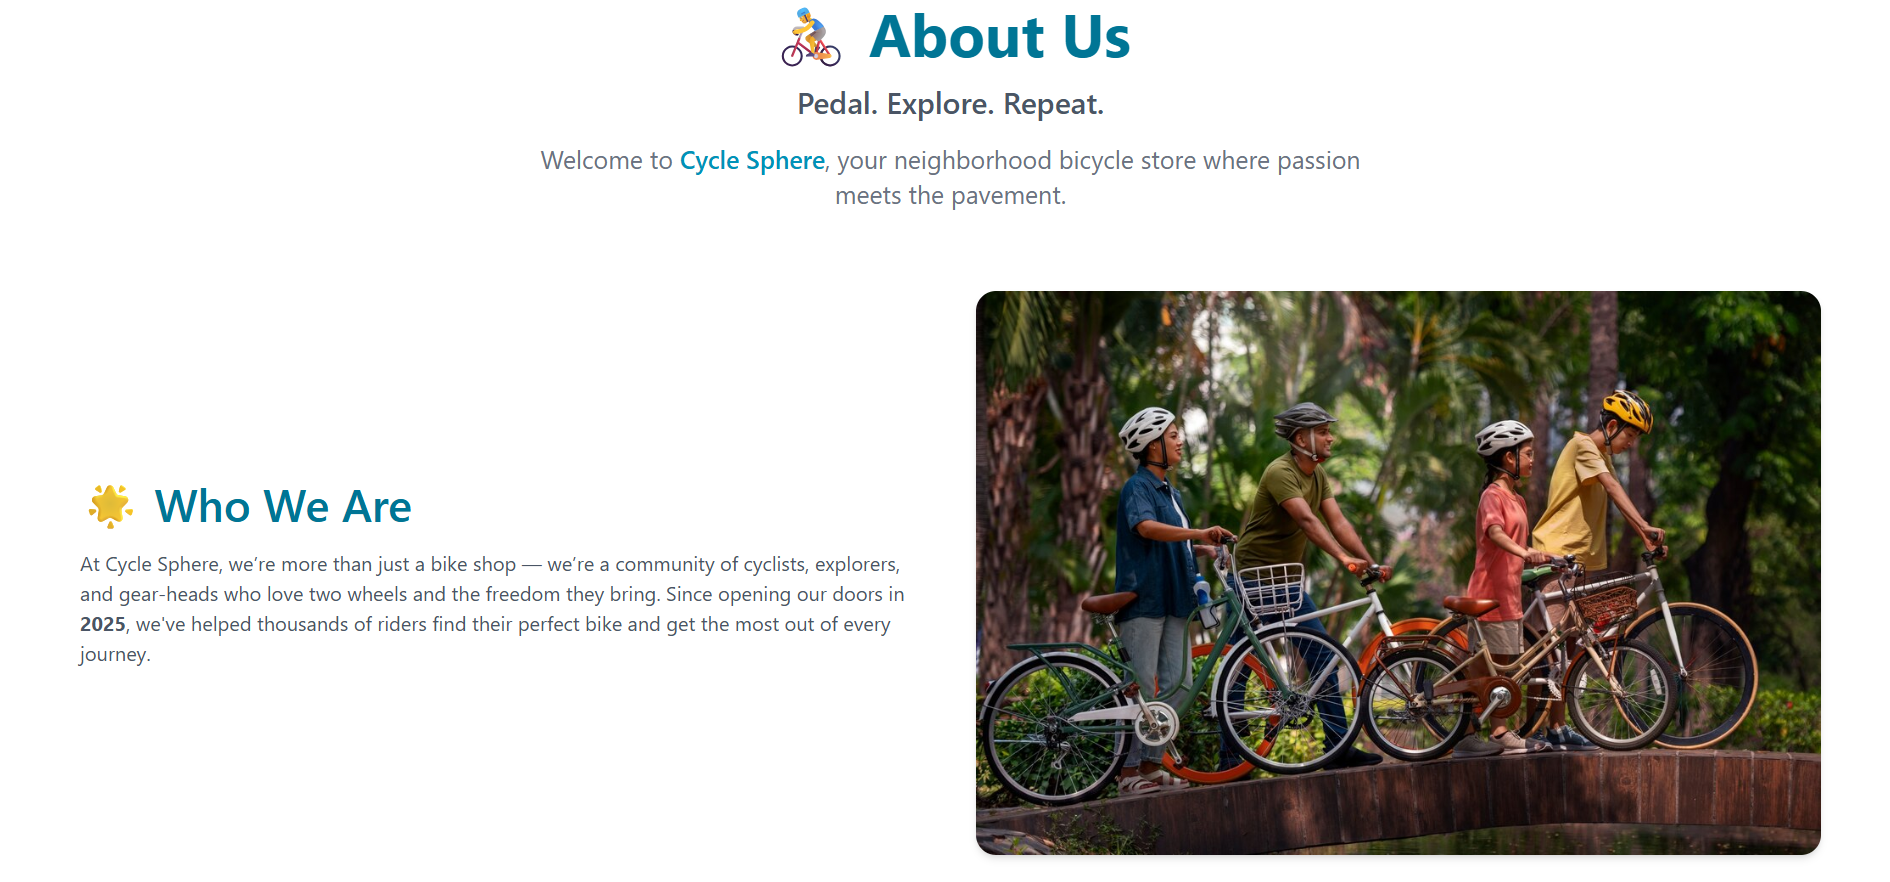 About Us
Pedal. Explore. Repeat.
Welcome to Cycle Sphere, your neighborhood bicycle store where passion
meets the pavement.
Who We Are
At Cycle Sphere, we’re more than just a bike shop — we’re a community of cyclists, explorers,
and gear-heads who love two wheels and the freedom they bring. Since opening our doors in
2025, we've helped thousands of riders find their perfect bike and get the most out of every
journey.